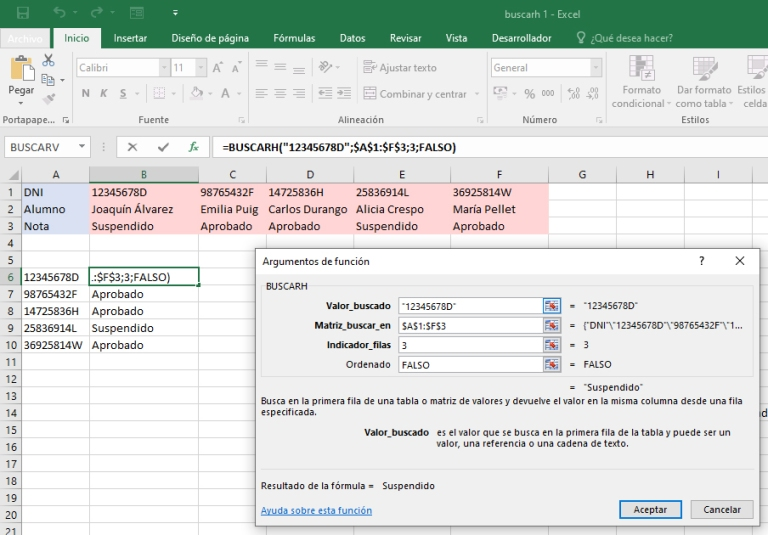 buscarh 1 - Excel
Archivo Inicio Insertar Diseño de página Fórmulas Datos Revisar Vista Desarrollador ¿Qué desea hacer?
Pegar
Calibri 11 A A
Ajustar texto
General
N K S A
Combinar y centrar
% 000
Formato condicional
Dar formato como tabla
Estilos
celda
Portapape... Fuente Alineación Número Estilos
BUSCARV fx =BUSCARH("12345678D";$A$1:$F$3;3;FALSO)
A B C D E F G H I
1 DNI 12345678D 98765432F 14725836H 25836914L 36925814W
2 Alumno Joaquín Álvarez Emilia Puig Carlos Durango Alicia Crespo María Pellet
3 Nota Suspendido Aprobado Aprobado Suspendido Aprobado
4
5
6 12345678D .:$F$3;3;FALSO)
7 98765432F Aprobado
8 14725836H Aprobado
9 25836914L Suspendido
10 36925814W Aprobado
11
12
13
14
15
16
17
18
19
20
21
Argumentos de función ?
BUSCARH
Valor_buscado "12345678D" = "12345678D"
Matriz_buscar_en $A$1:$F$3 = {"DNI"\"12345678D"\"98765432F"\"1...
Indicador_filas 3 = 3
Ordenado FALSO = FALSO
= "Suspendido"
Busca en la primera fila de una tabla o matriz de valores y devuelve el valor en la misma columna desde una fila
especificada.
Valor_buscado es el valor que se busca en la primera fila de la tabla y puede ser un
valor, una referencia o una cadena de texto.
Resultado de la fórmula = Suspendido
Ayuda sobre esta función
Aceptar Cancelar